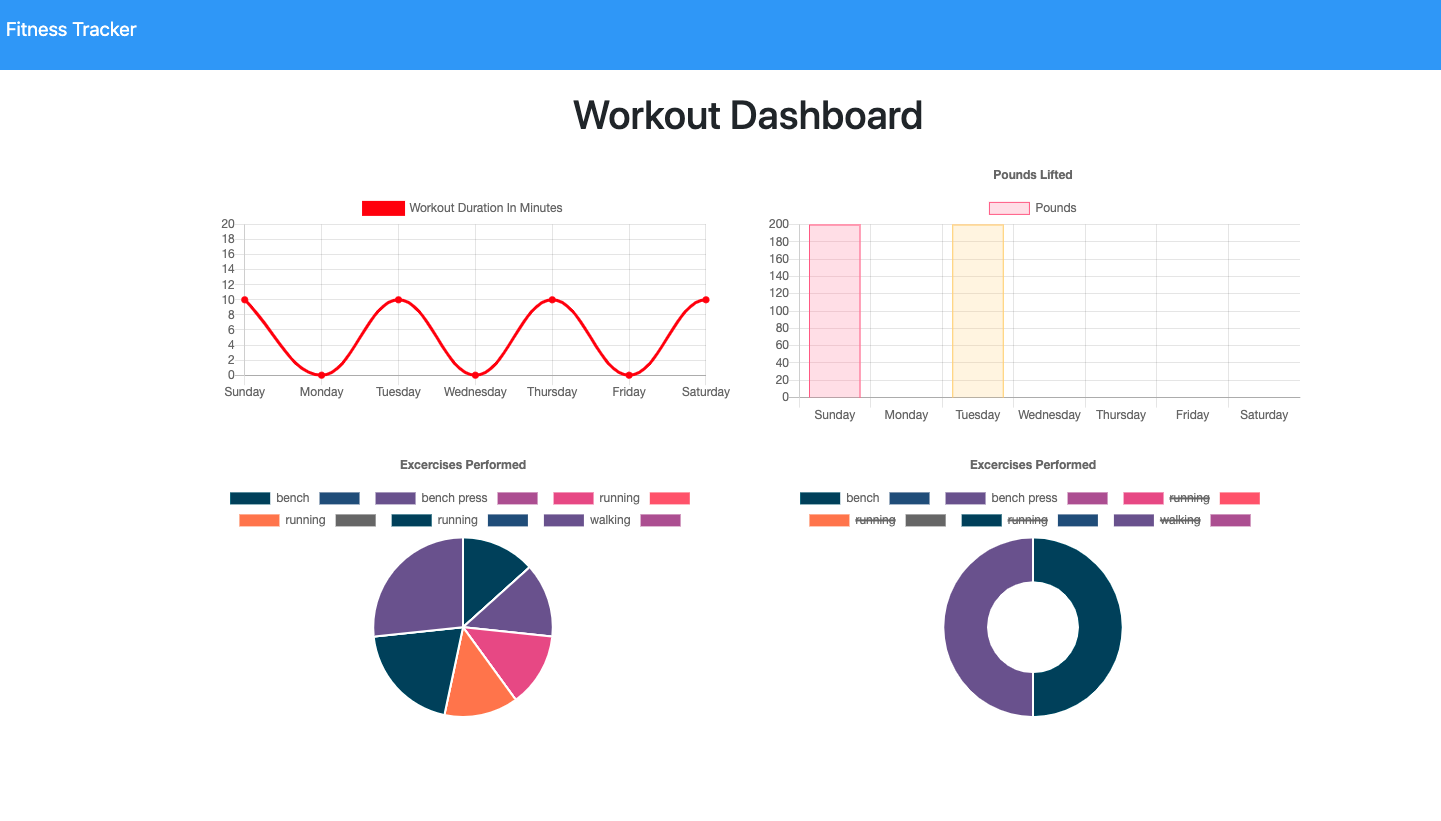 Fitness Tracker
Workout Dashboard
Workout Duration In Minutes
20
18
16
14
12
10
8
6
4
2
0
Sunday Monday Tuesday Wednesday Thursday Friday Saturday
Pounds Lifted
Pounds
200
180
160
140
120
100
80
60
40
20
0
Sunday Monday Tuesday Wednesday Thursday Friday Saturday
Excercises Performed
bench bench press running
running running walking
Excercises Performed
bench bench press running
running running walking